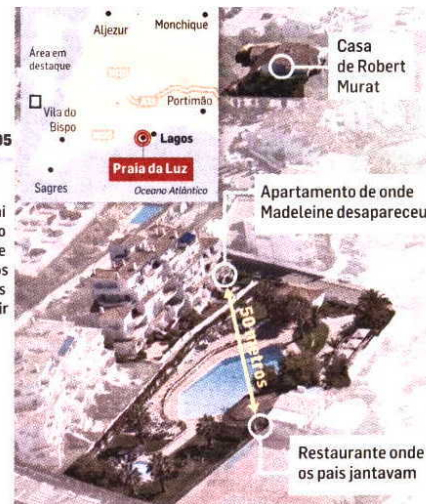 Aljezur
Monchique
Área em
destaque
Portimão
Vila do
Bispo
Lagos
Praia da Luz
Sagres
Oceano Atlântico
Casa
de Robert
Murat
Apartamento de onde
Madeleine desapareceu
50 metros
Restaurante onde
os pais jantavam